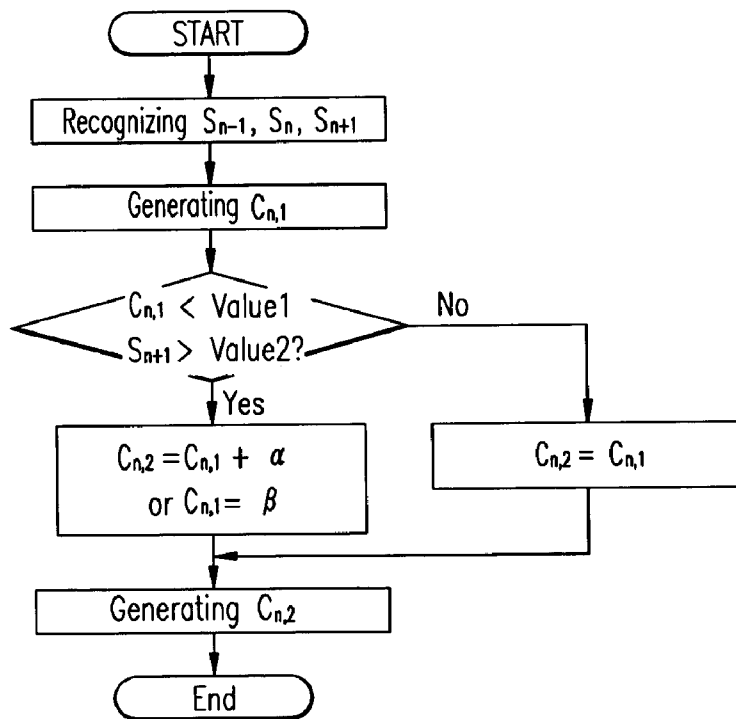 START
Recognizing Sn-1, Sn, Sn+1
Generating Cn,1
Cn,1 < Value1
Sn+1 > Value2?
No
Yes
Cn,2 = Cn,1 + α
or Cn,1 = β
Cn,2 = Cn,1
Generating Cn,2
End